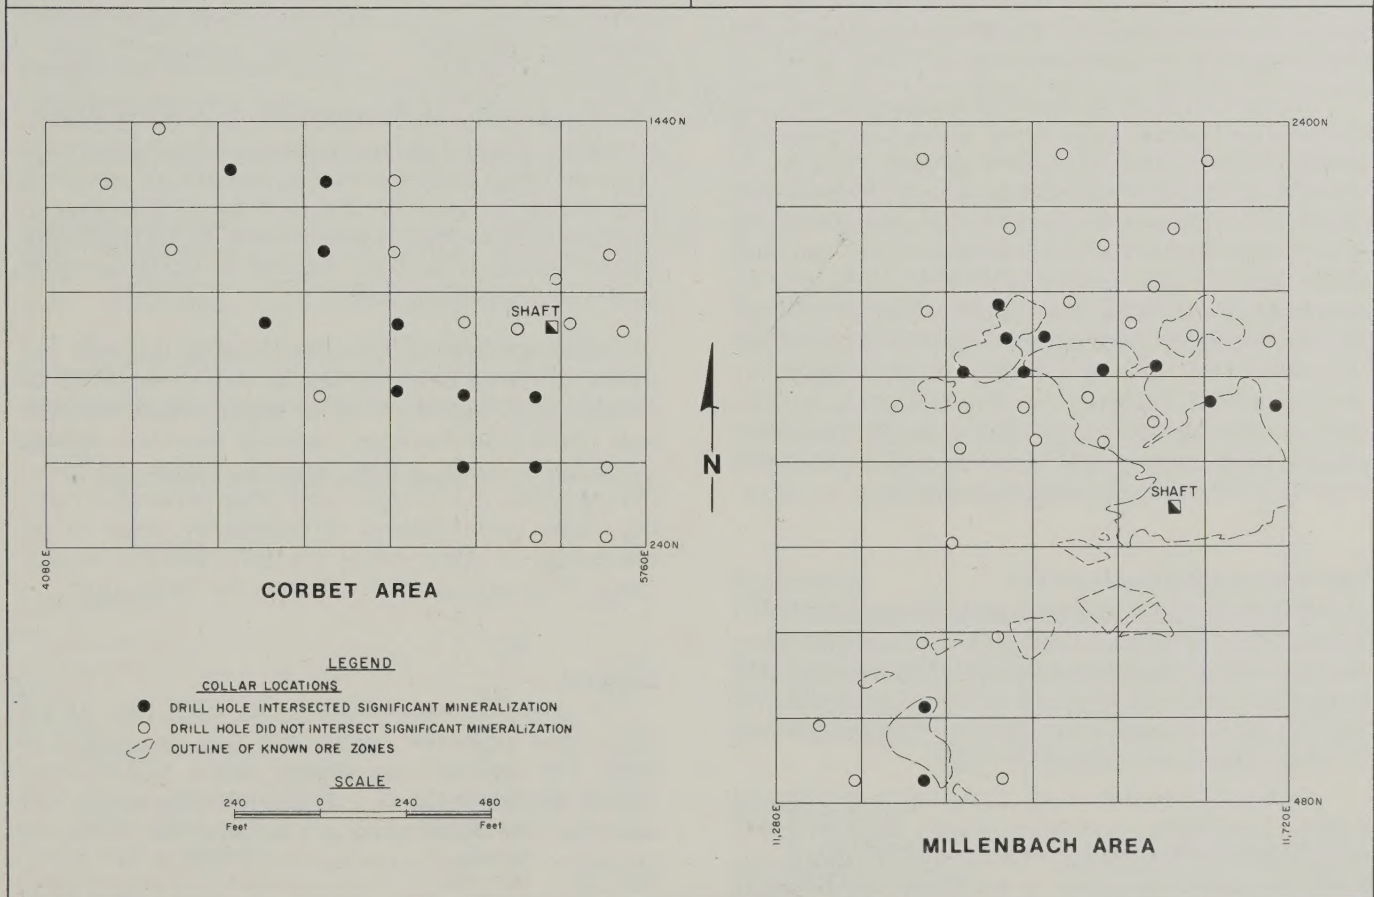 1440N
2400N
SHAFT
N
SHAFT
240N
4080E
5760E
CORBET AREA
480N
11,280E
11,720E
MILLENBACH AREA
LEGEND
COLLAR LOCATIONS
DRILL HOLE INTERSECTED SIGNIFICANT MINERALIZATION
DRILL HOLE DID NOT INTERSECT SIGNIFICANT MINERALIZATION
OUTLINE OF KNOWN ORE ZONES
SCALE
240 0 240 480
Feet Feet